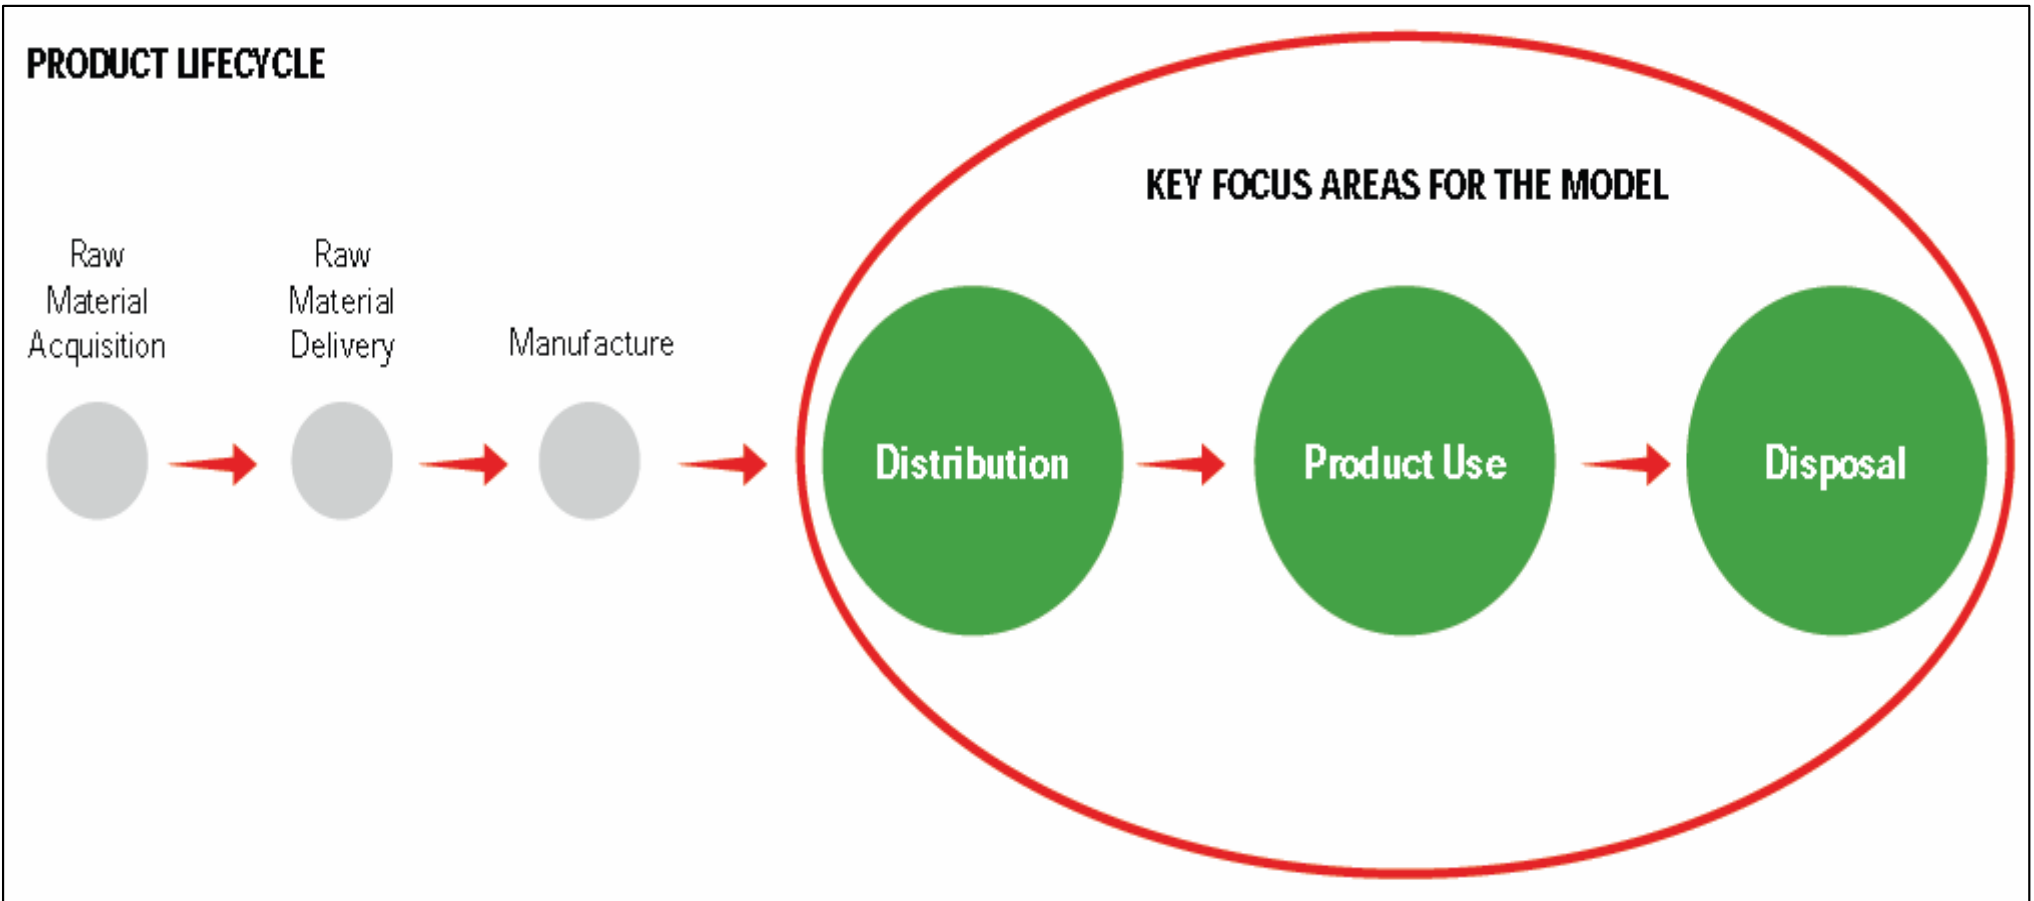 PRODUCT LIFECYCLE
KEY FOCUS AREAS FOR THE MODEL
Raw
Material
Acquisition
Raw
Material
Delivery
Manufacture
Distribution
Product Use
Disposal